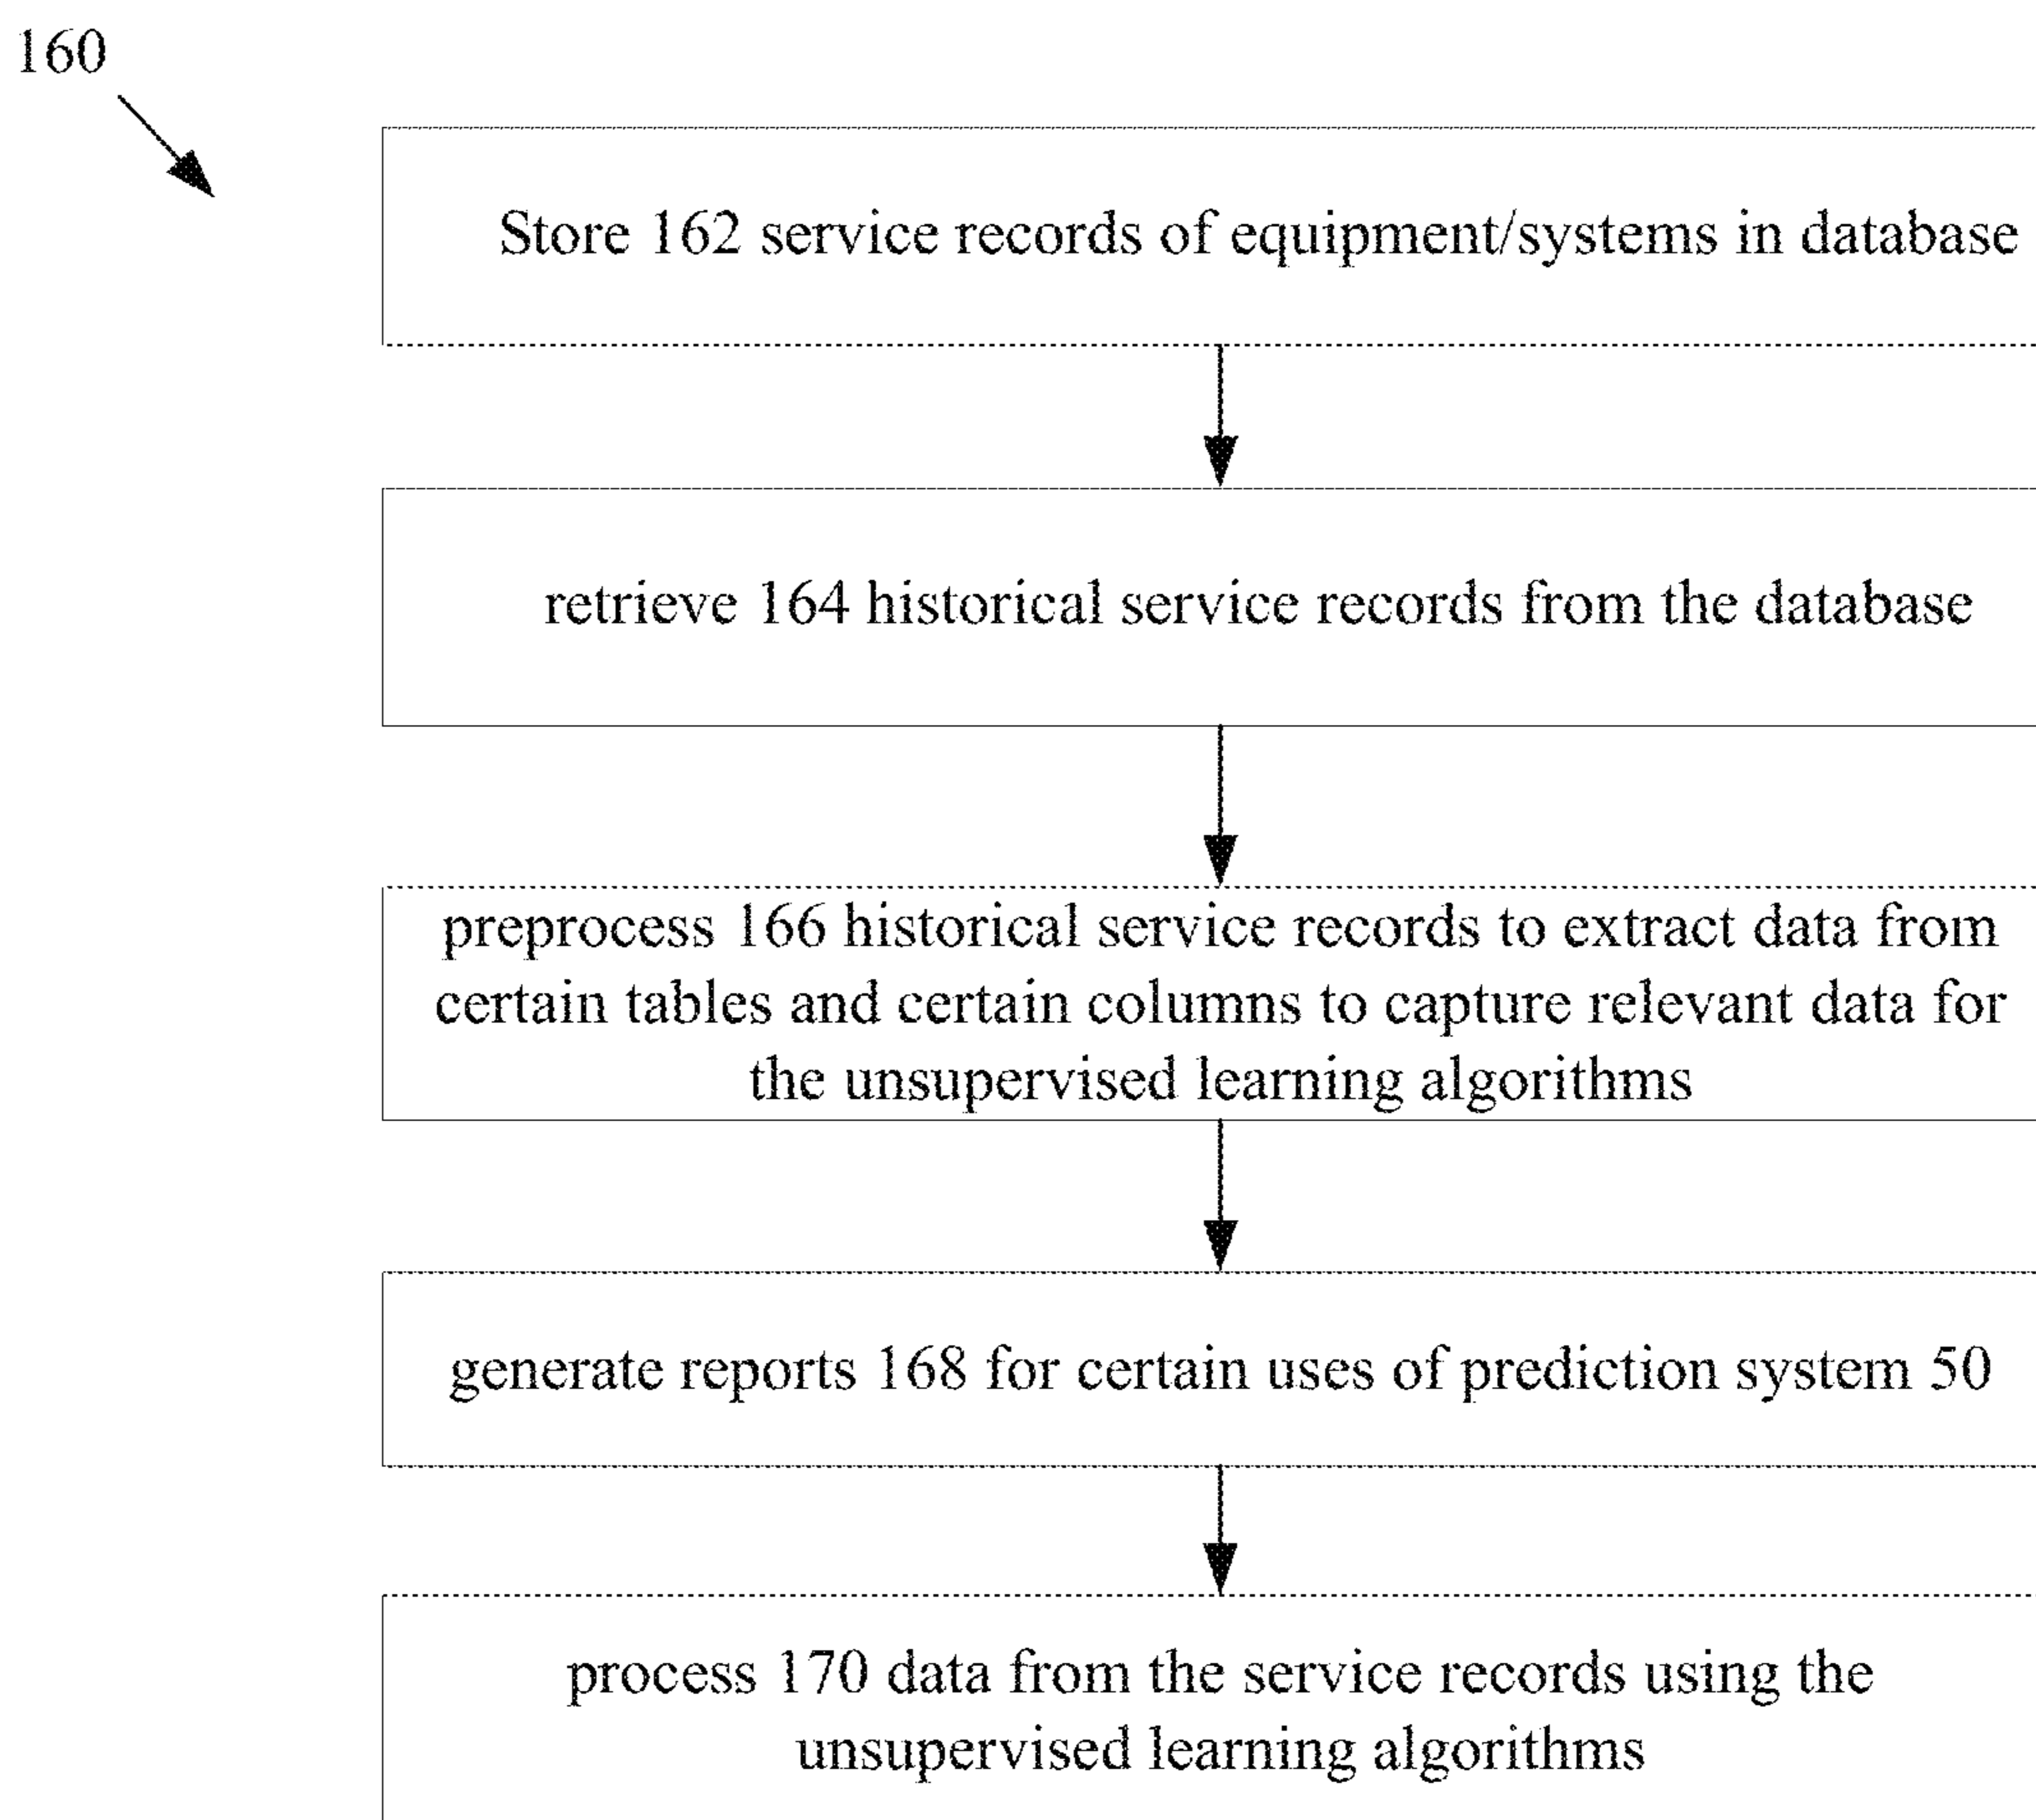 160
Store 162 service records of equipment/systems in database
retrieve 164 historical service records from the database
preprocess 166 historical service records to extract data from
certain tables and certain columns to capture relevant data for
the unsupervised learning algorithms
generate reports 168 for certain uses of prediction system 50
process 170 data from the service records using the
unsupervised learning algorithms